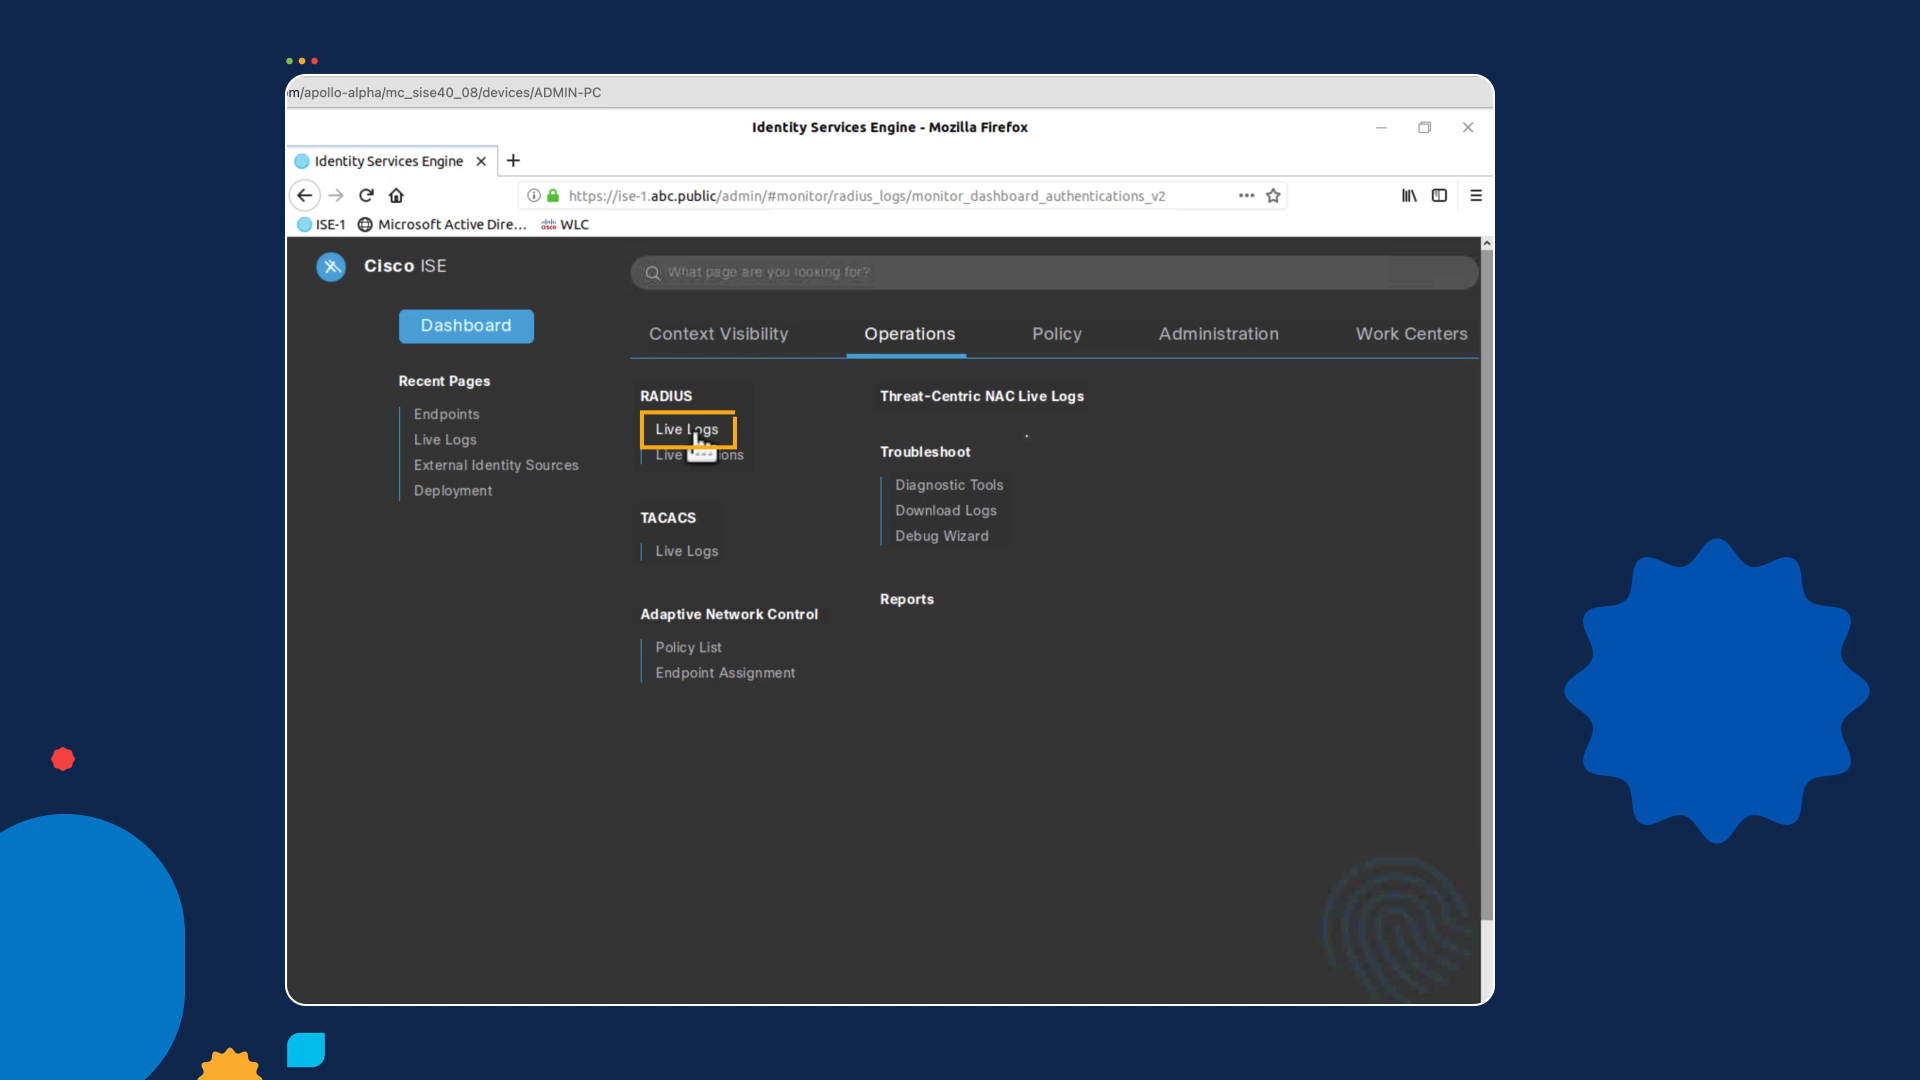 m/apollo-alpha/mc_sise40_08/devices/ADMIN-PC
Identity Services Engine - Mozilla Firefox
Identity Services Engine
https://ise-1.abc.public/admin/#monitor/radius_logs/monitor_dashboard_authentications_v2
ISE-1 Microsoft Active Dire... WLC
Cisco ISE
What page are you looking for?
Dashboard
Context Visibility Operations Policy Administration Work Centers
Recent Pages
Endpoints
Live Logs
External Identity Sources
Deployment
RADIUS
Live Logs
Live
TACACS
Live Logs
Adaptive Network Control
Policy List
Endpoint Assignment
Threat-Centric NAC Live Logs
Troubleshoot
Diagnostic Tools
Download Logs
Debug Wizard
Reports